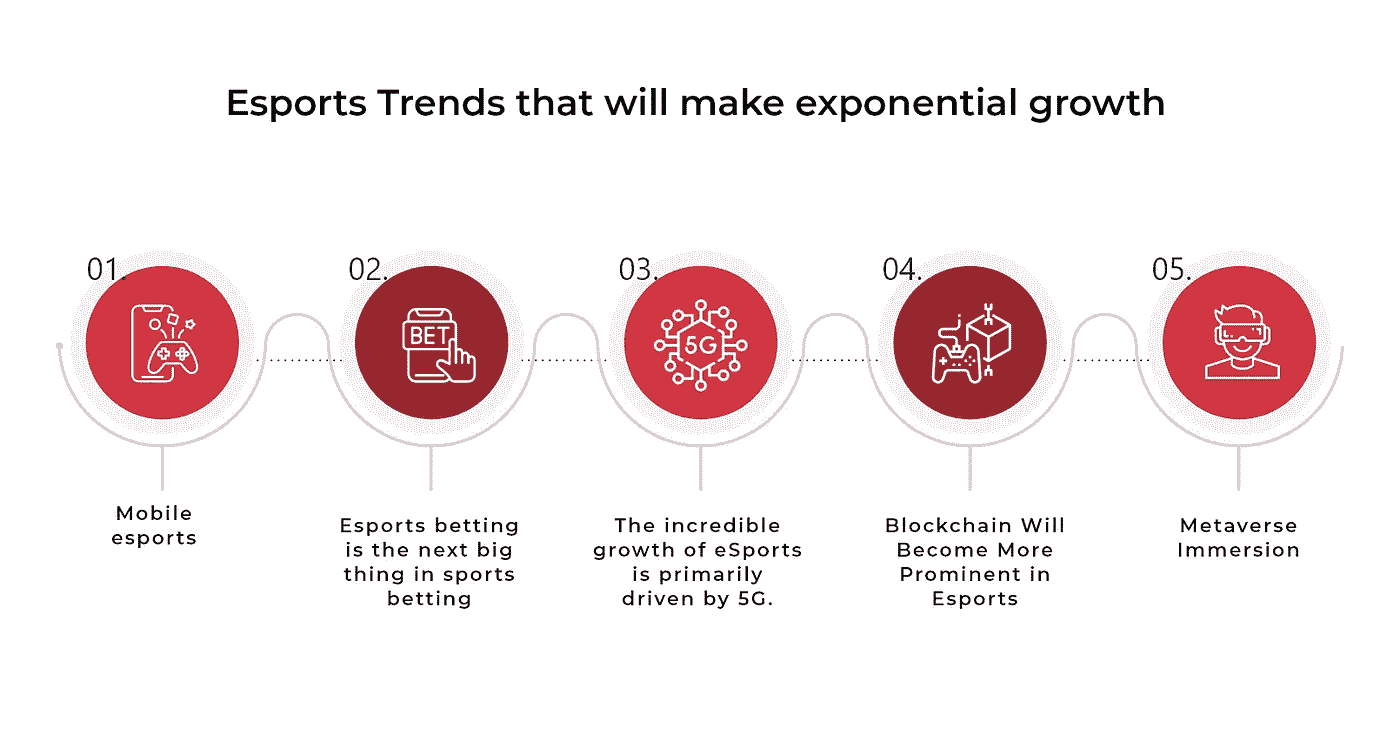 Esports Trends that will make exponential growth
01.
02.
03.
04.
05.
BET
5G
Mobile
esports
Esports betting
is the next big
thing in sports
betting
The incredible
growth of eSports
is primarily
driven by 5G.
Blockchain Will
Become More
Prominent in
Esports
Metaverse
Immersion